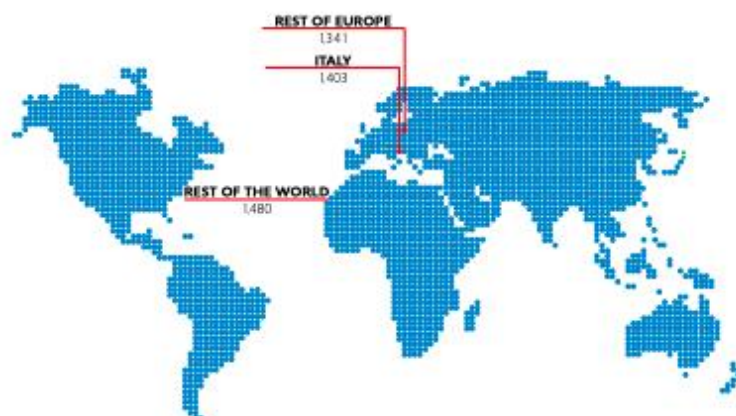 REST OF EUROPE
1,341
ITALY
1,403
REST OF THE WORLD
1,480